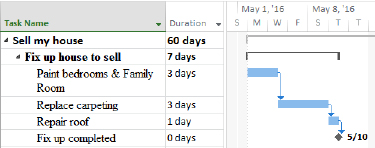 Task Name Duration May 1, '16 May 8, '16
S M W F S T T S
Sell my house 60 days
Fix up house to sell 7 days
Paint bedrooms & Family 3 days
Room
Replace carpeting 3 days
Repair roof 1 day
Fix up completed 0 days 5/10